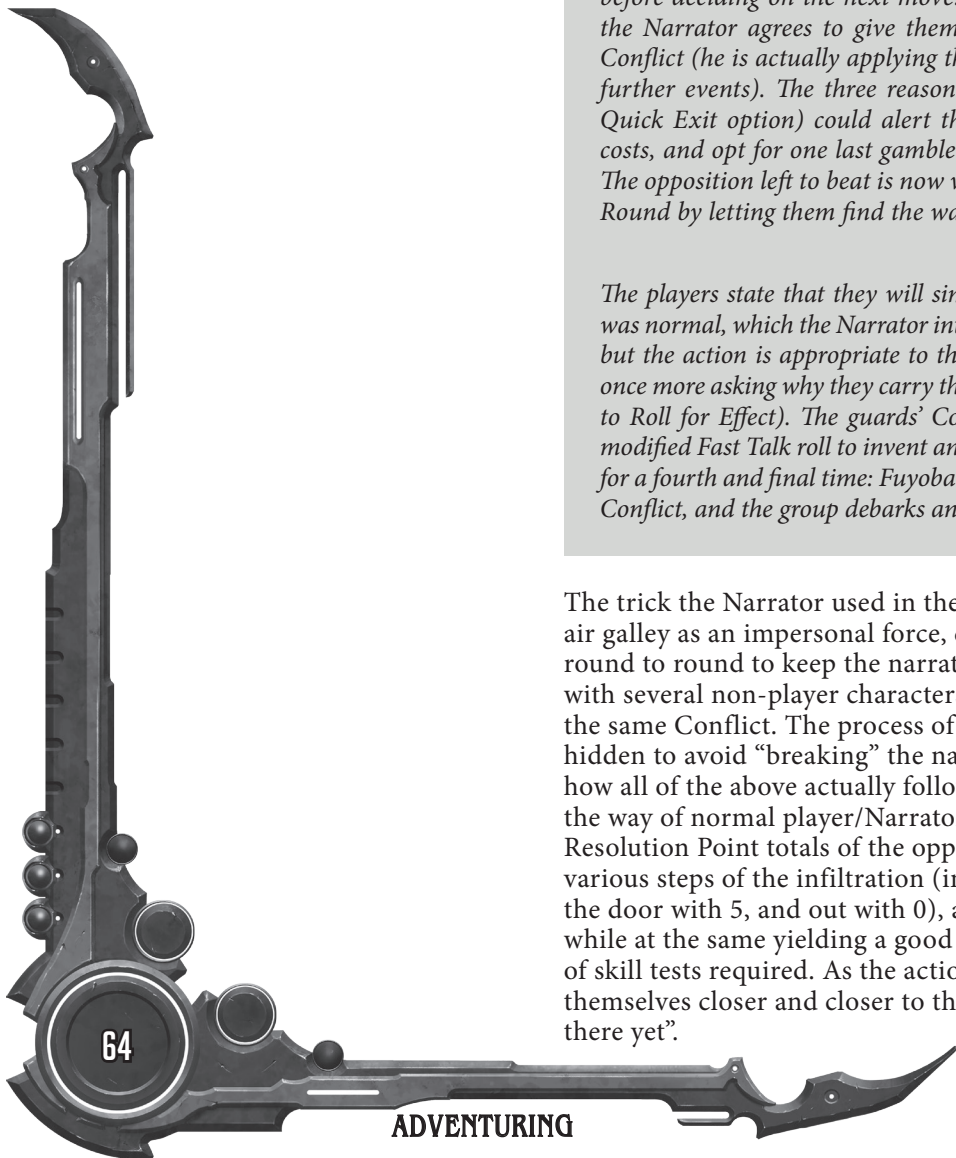 before deciding on the next move.
the Narrator agrees to give them
Conflict (he is actually applying th
further events). The three reason
Quick Exit option) could alert th
costs, and opt for one last gamble
The opposition left to beat is now
Round by letting them find the wa
The players state that they will sin
was normal, which the Narrator in
but the action is appropriate to th
once more asking why they carry th
to Roll for Effect). The guards’ Co
modified Fast Talk roll to invent an
for a fourth and final time: Fuyoba
Conflict, and the group debarks an
The trick the Narrator used in the
air galley as an impersonal force,
round to round to keep the narrat
with several non-player character
the same Conflict. The process of
hidden to avoid “breaking” the na
how all of the above actually follo
the way of normal player/Narrato
Resolution Point totals of the opp
various steps of the infiltration (in
the door with 5, and out with 0), a
while at the same yielding a good
of skill tests required. As the actio
themselves closer and closer to th
there yet”.
64
ADVENTURING